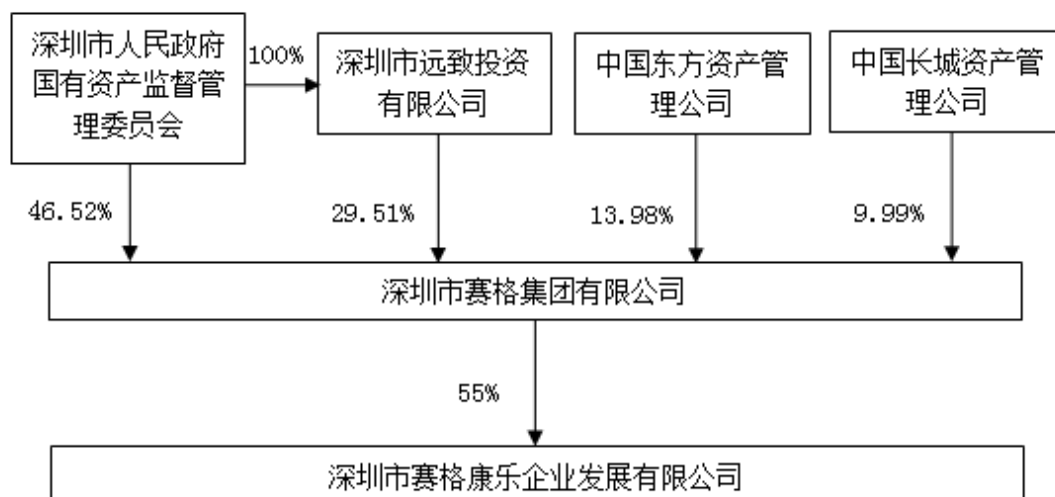 深圳市人民政府
国有资产监督管
理委员会
100%
深圳市远致投资
有限公司
中国东方资产管
理公司
中国长城资产管
理公司
46.52%
29.51%
13.98%
9.99%
深圳市赛格集团有限公司
55%
深圳市赛格康乐企业发展有限公司